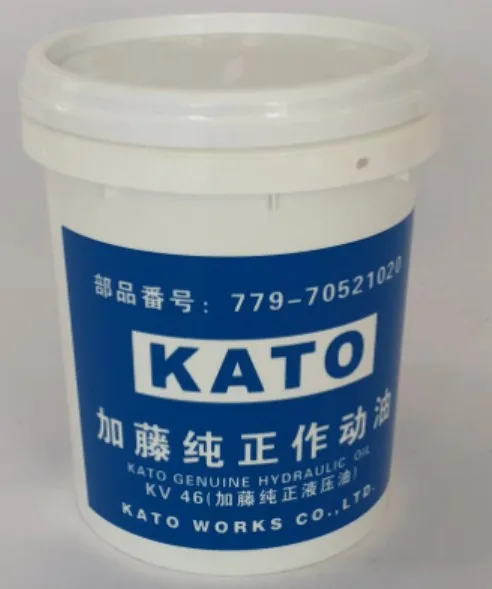 部品番号：779-70521020
KATO
加藤纯正作动油
KATO GENUINE HYDRAULIC OIL
KV 46(加藤纯正液压油)
KATO WORKS CO.,LTD.